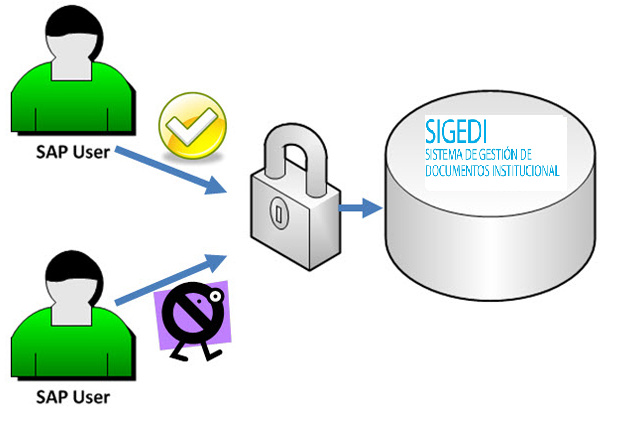 SAP User
SIGEDI
SISTEMA DE GESTIÓN DE
DOCUMENTOS INSTITUCIONAL
SAP User